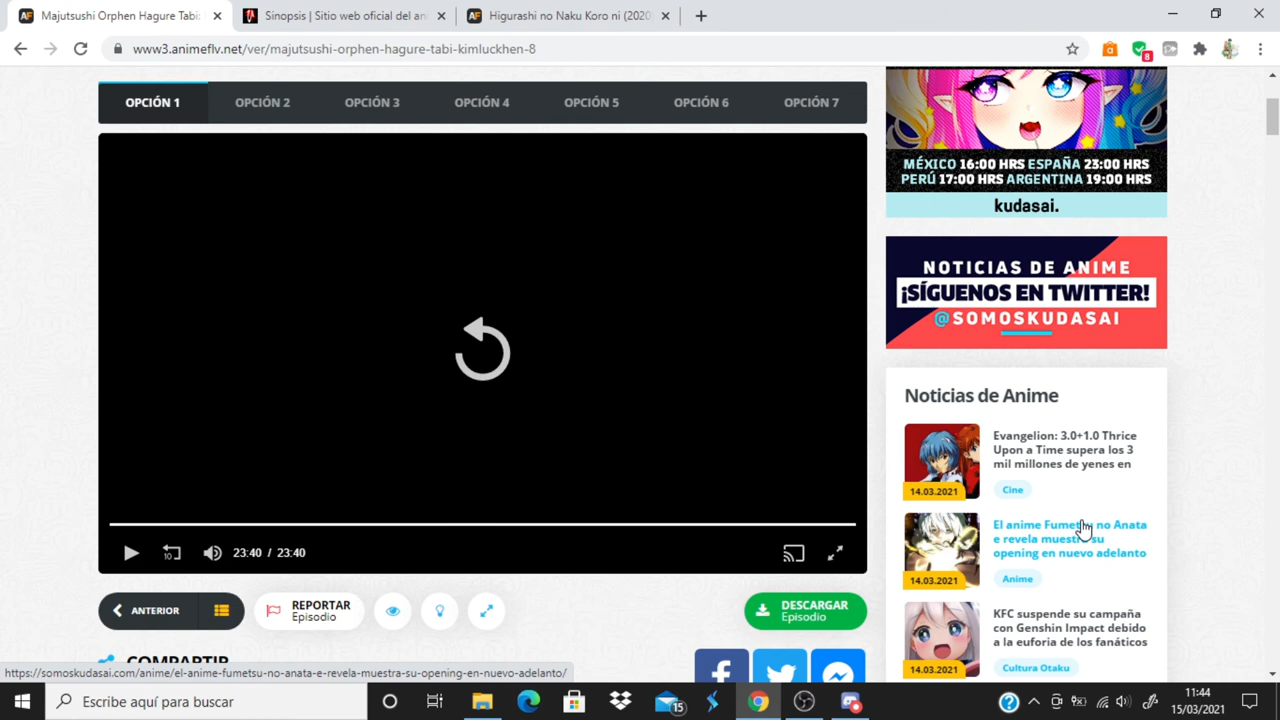 Majutsushi Orphen Hagure Tabi:
Sinopsis | Sitio web oficial del an
Higurashi no Naku Koro ni (2020)
www3.animeflv.net/ver/majutsushi-orphen-hagure-tabi-kimluckhen-8
8
OPCIÓN 1
OPCIÓN 2
OPCIÓN 3
OPCIÓN 4
OPCIÓN 5
OPCIÓN 6
OPCIÓN 7
MÉXICO 16:00 HRS ESPAÑA 23:00 HRS
PERÚ 17:00 HRS ARGENTINA 19:00 HRS
kudasai.
NOTICIAS DE ANIME
¡SÍGUENOS EN TWITTER!
@SOMOSKUDASAI
Noticias de Anime
Evangelion: 3.0+1.0 Thrice
Upon a Time supera los 3
mil millones de yenes en
14.03.2021
Cine
El anime Fumetsu no Anata
e revela muestra su
opening en nuevo adelanto
14.03.2021
Anime
KFC suspende su campaña
con Genshin Impact debido
a la euforia de los fanáticos
14.03.2021
Cultura Otaku
10
23:40 / 23:40
ANTERIOR
REPORTAR
Episodio
DESCARGAR
Episodio
COMPARTIR
https://somoskudasai.com/anime/el-anime-fumetsu-no-anata-e-revela-muestra-su-opening-en-nuevo-adelanto/
Escribe aquí para buscar
15
11:44
15/03/2021